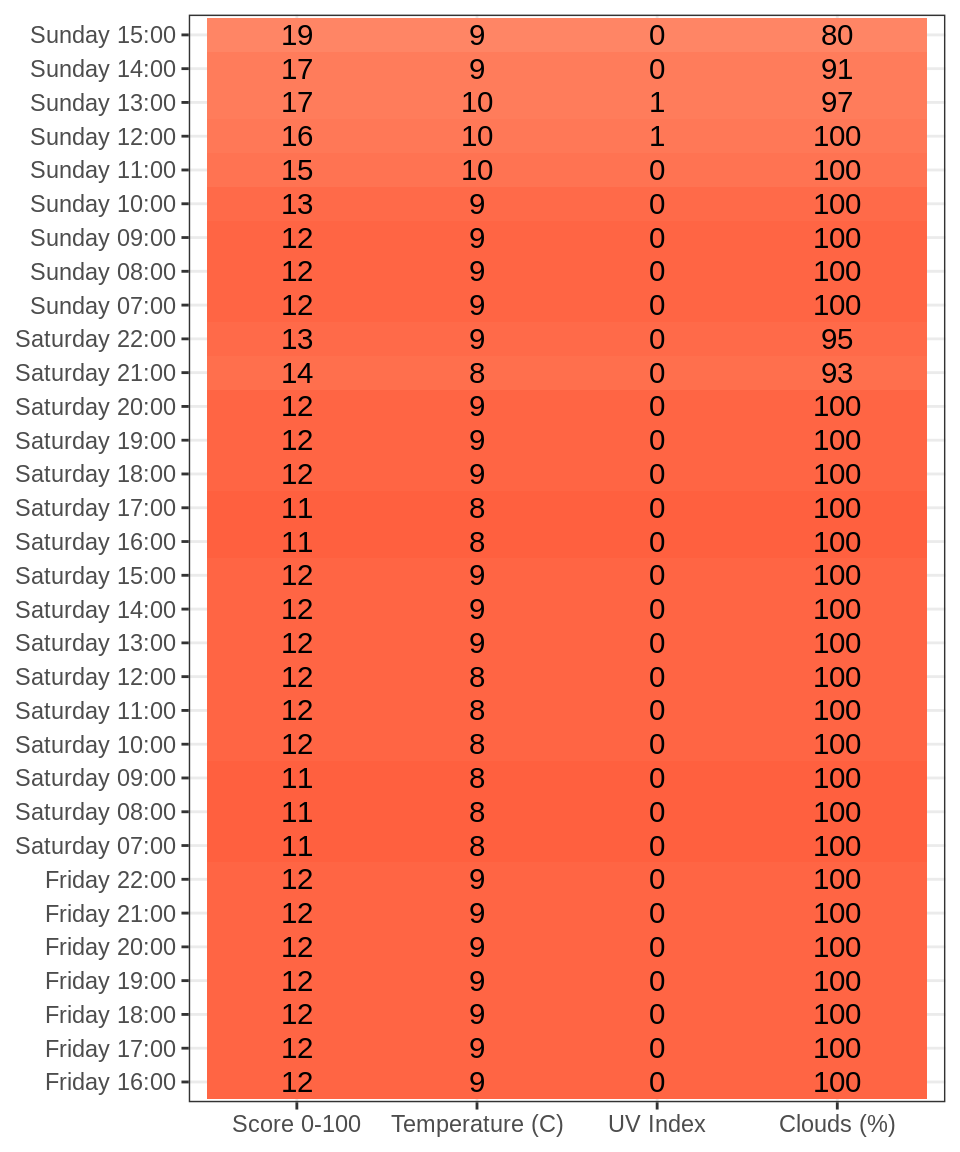 Sunday 15:00 19 9 0 80
Sunday 14:00 17 9 0 91
Sunday 13:00 17 10 1 97
Sunday 12:00 16 10 1 100
Sunday 11:00 15 10 0 100
Sunday 10:00 13 9 0 100
Sunday 09:00 12 9 0 100
Sunday 08:00 12 9 0 100
Sunday 07:00 12 9 0 100
Saturday 22:00 13 9 0 95
Saturday 21:00 14 8 0 93
Saturday 20:00 12 9 0 100
Saturday 19:00 12 9 0 100
Saturday 18:00 12 9 0 100
Saturday 17:00 11 8 0 100
Saturday 16:00 11 8 0 100
Saturday 15:00 12 9 0 100
Saturday 14:00 12 9 0 100
Saturday 13:00 12 9 0 100
Saturday 12:00 12 8 0 100
Saturday 11:00 12 8 0 100
Saturday 10:00 12 8 0 100
Saturday 09:00 11 8 0 100
Saturday 08:00 11 8 0 100
Saturday 07:00 11 8 0 100
Friday 22:00 12 9 0 100
Friday 21:00 12 9 0 100
Friday 20:00 12 9 0 100
Friday 19:00 12 9 0 100
Friday 18:00 12 9 0 100
Friday 17:00 12 9 0 100
Friday 16:00 12 9 0 100
Score 0-100 Temperature (C) UV Index Clouds (%)